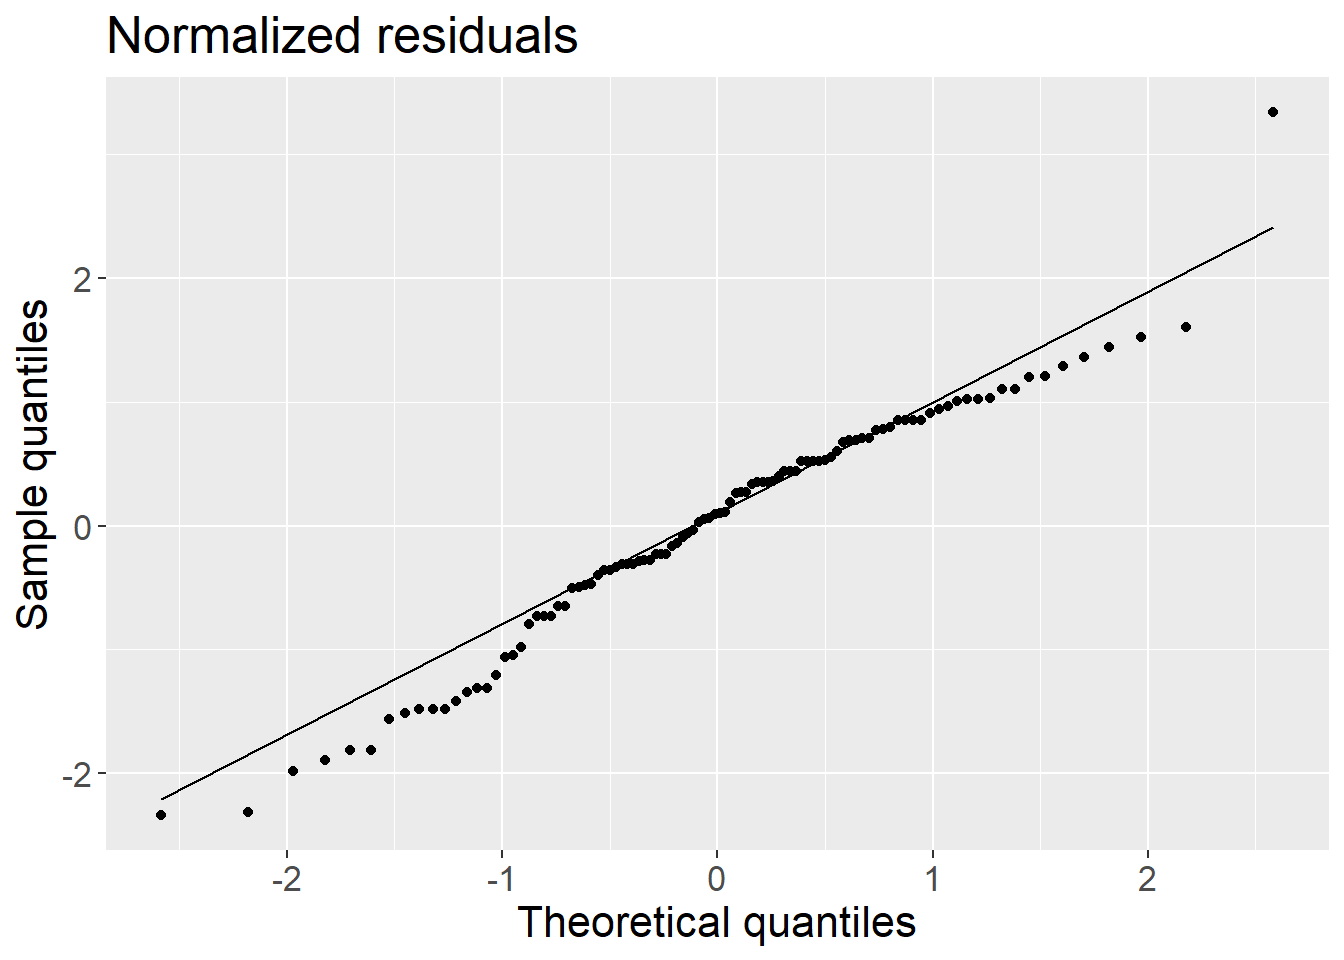 Normalized residuals
Sample quantiles
2
0
-2
-2
-1
0
1
2
Theoretical quantiles